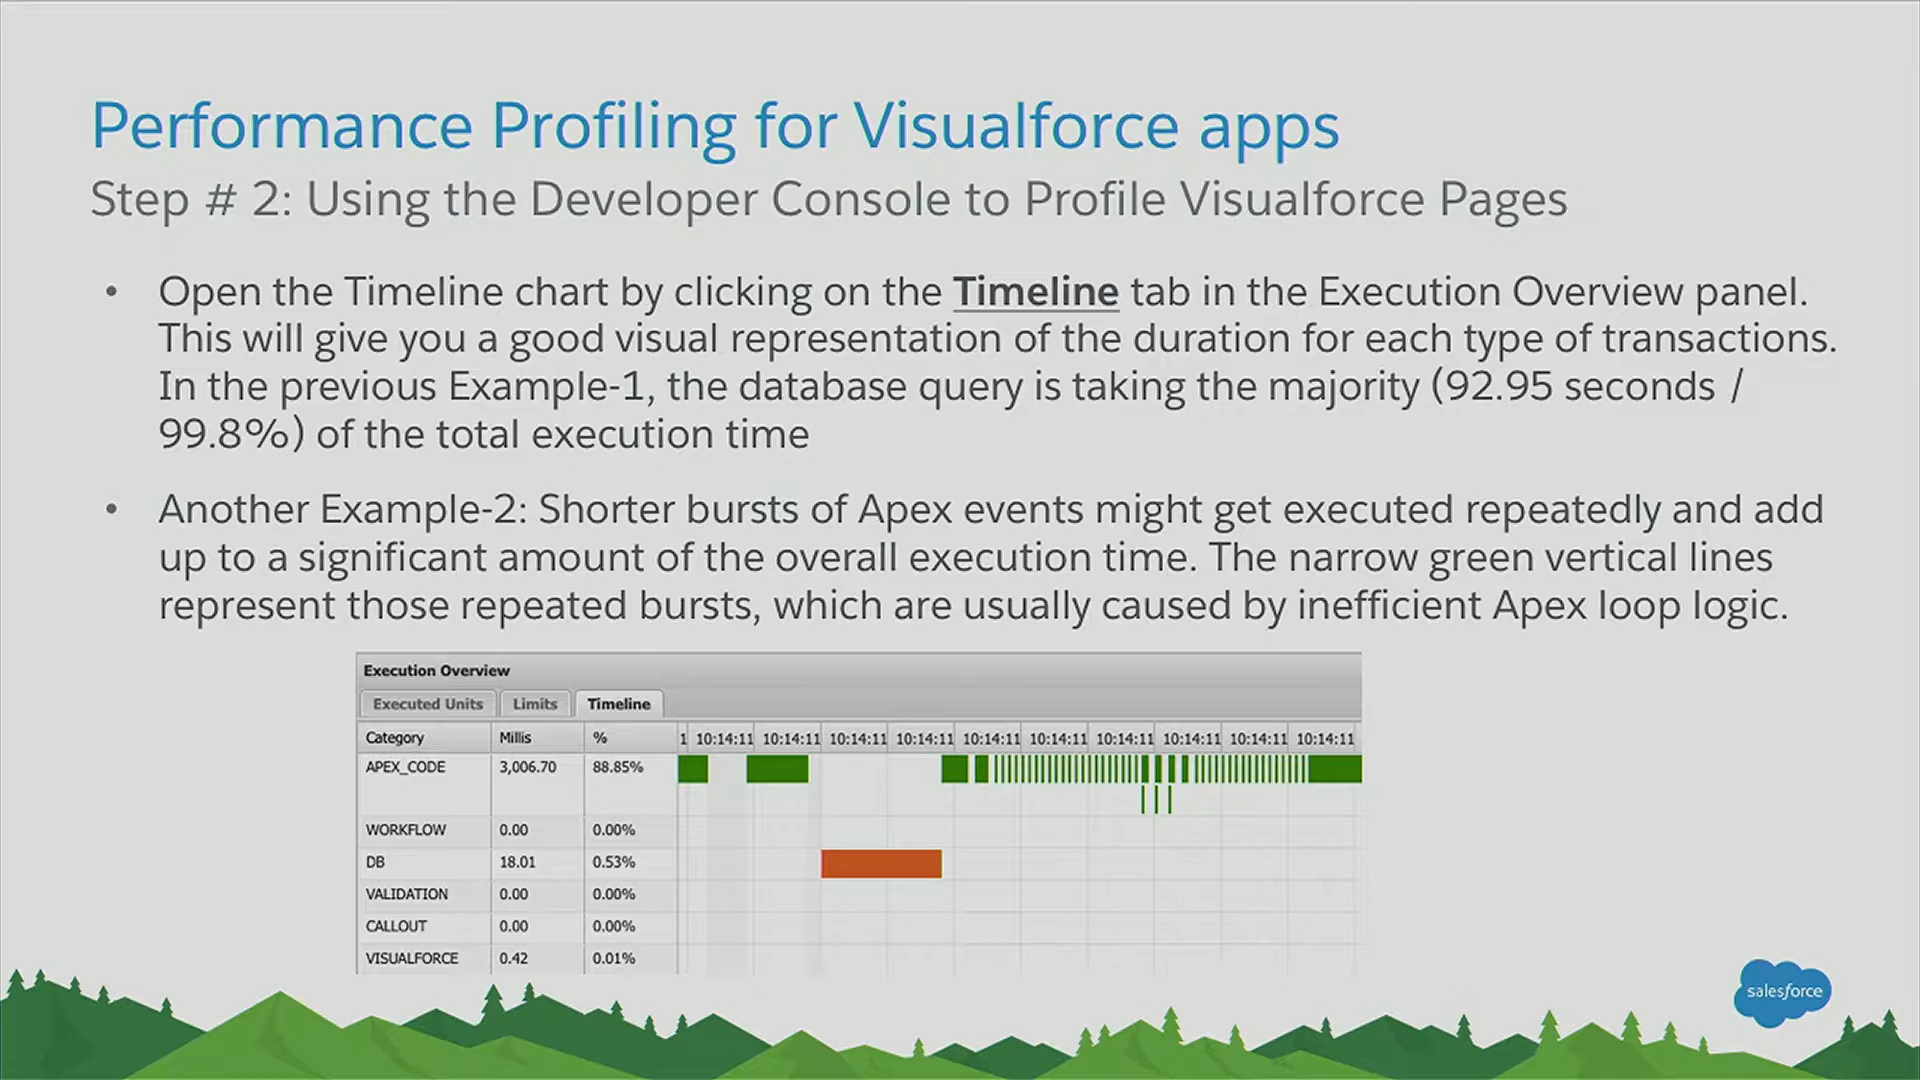 Performance Profiling for Visualforce apps
Step # 2: Using the Developer Console to Profile Visualforce Pages
• Open the Timeline chart by clicking on the Timeline tab in the Execution Overview panel.
This will give you a good visual representation of the duration for each type of transactions.
In the previous Example-1, the database query is taking the majority (92.95 seconds /
99.8%) of the total execution time
• Another Example-2: Shorter bursts of Apex events might get executed repeatedly and add
up to a significant amount of the overall execution time. The narrow green vertical lines
represent those repeated bursts, which are usually caused by inefficient Apex loop logic.
Execution Overview
Executed Units Limits Timeline
Category Millis % 1 10:14:11 10:14:11 10:14:11 10:14:11 10:14:11 10:14:11 10:14:11 10:14:11 10:14:11 10:14:11
APEX_CODE 3,006.70 88.85%
WORKFLOW 0.00 0.00%
DB 18.01 0.53%
VALIDATION 0.00 0.00%
CALLOUT 0.00 0.00%
VISUALFORCE 0.42 0.01%
salesforce